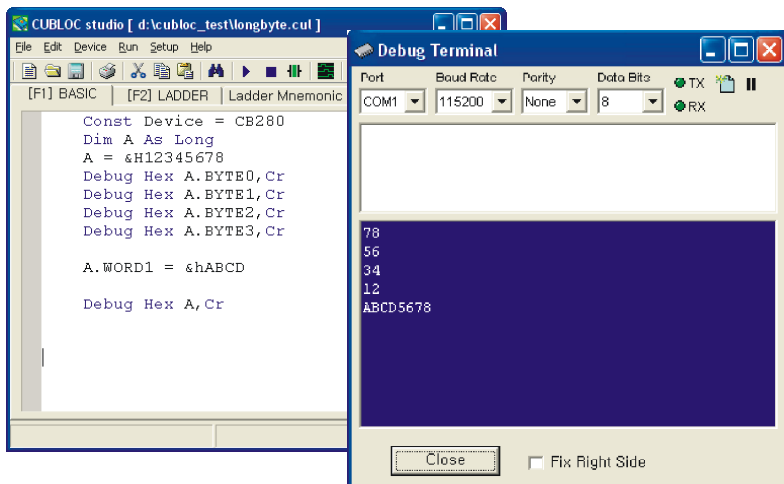 CUBLOC studio [ d:\cubloc_test\longbyte.cul ]
File Edit Device Run Setup Help
[F1] BASIC [F2] LADDER Ladder Mnemonic
Const Device = CB280
Dim A As Long
A = &H12345678
Debug Hex A.BYTE0,Cr
Debug Hex A.BYTE1,Cr
Debug Hex A.BYTE2,Cr
Debug Hex A.BYTE3,Cr
A.WORD1 = &hABCD
Debug Hex A,Cr
Debug Terminal
Port Baud Rate Parity Data Bits
TX
COM1 115200 None 8
RX
78
56
34
12
ABCD5678
Close Fix Right Side